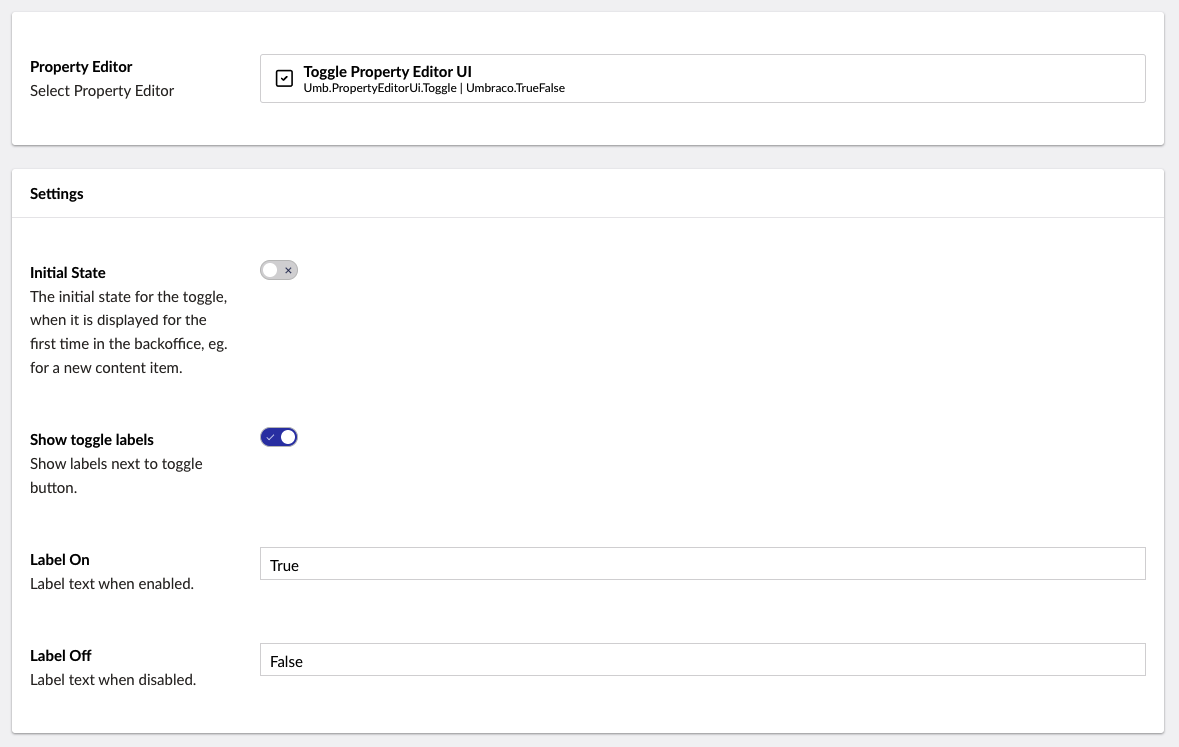 Property Editor
Select Property Editor
Toggle Property Editor UI
Umb.PropertyEditorUi.Toggle | Umbraco.TrueFalse
Settings
Initial State
The initial state for the toggle,
when it is displayed for the
first time in the backoffice, eg.
for a new content item.
Show toggle labels
Show labels next to toggle
button.
Label On
Label text when enabled.
True
Label Off
Label text when disabled.
False